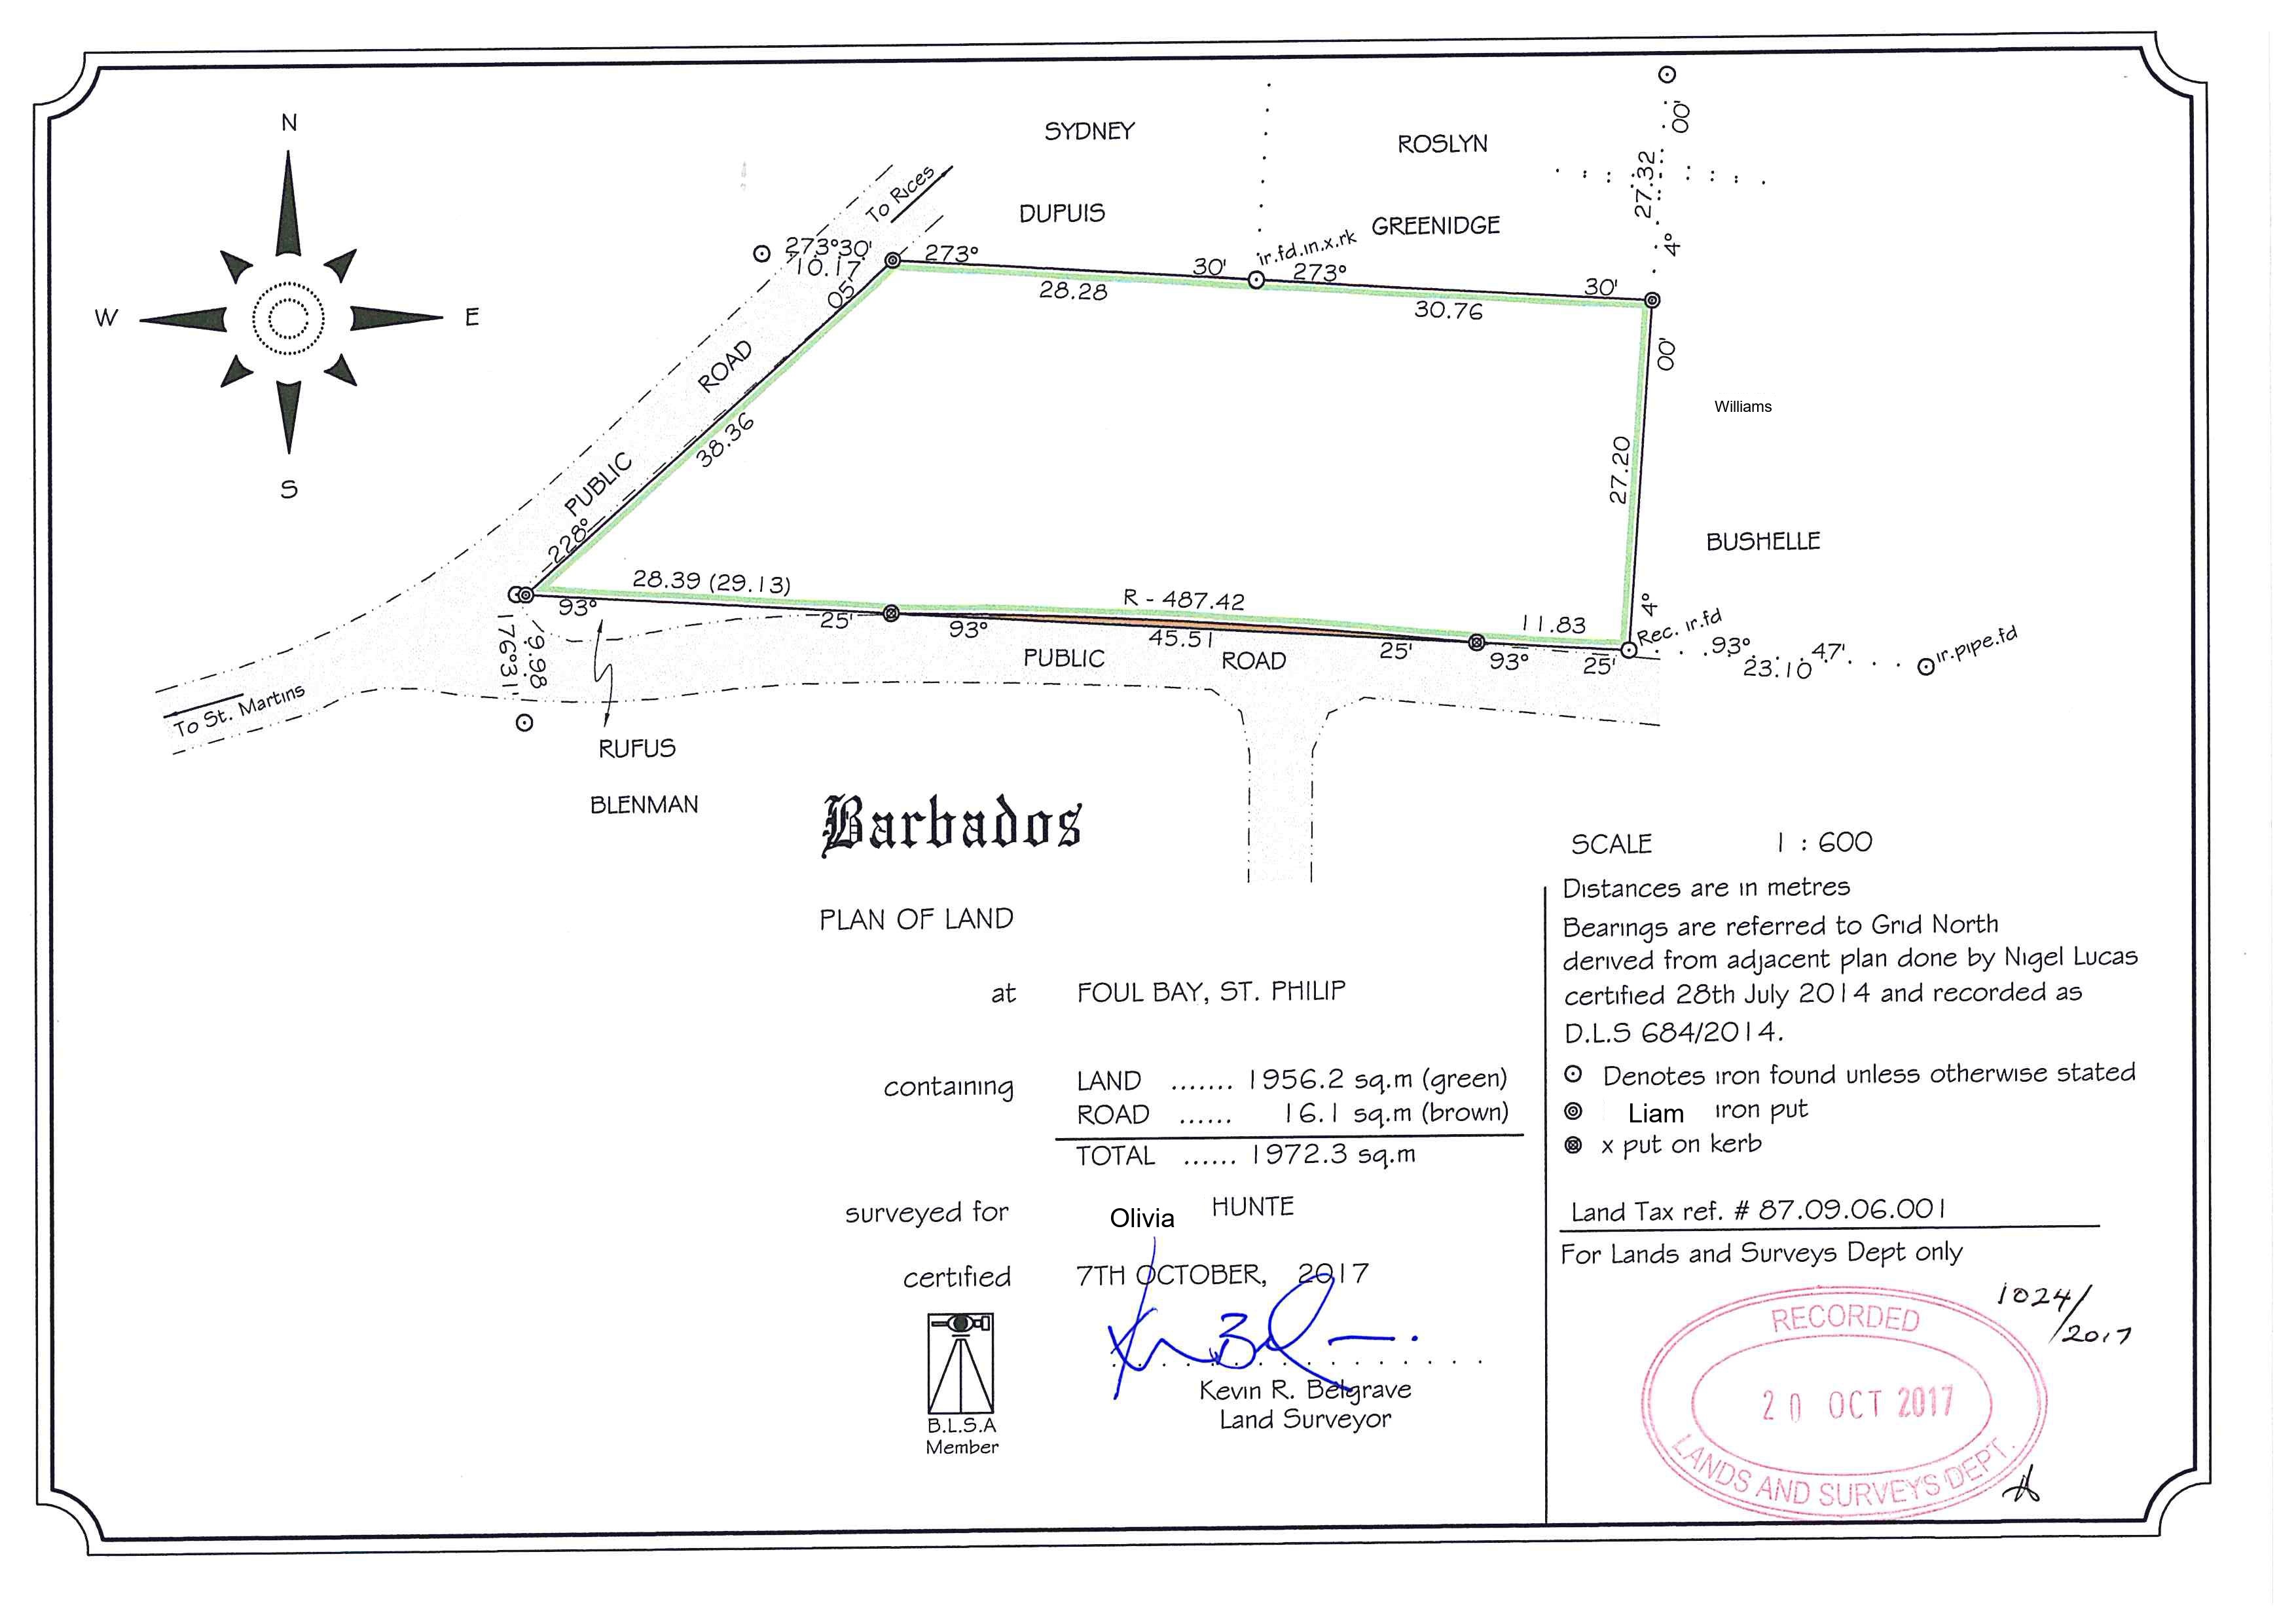 N
W
E
S
SYDNEY
DUPUIS
ROSLYN
GREENIDGE
To Rices
273°30'
10.17
05'
273°
30'
28.28
ir.fd.in.x.rk
273°
30'
30.76
00'
27.32
4°
00'
27.20
4°
Williams
BUSHELLE
PUBLIC ROAD
38.36
228°
28.39 (29.13)
93°
25'
R - 487.42
93°
45.51
25'
11.83
93°
25'
Rec. ir.fd
93° 47'
23.10
ir.pipe.fd
PUBLIC ROAD
176°31'
9.98
To St. Martins
RUFUS
BLENMAN
Barbados
PLAN OF LAND
at FOUL BAY, ST. PHILIP
containing LAND ....... 1956.2 sq.m (green)
ROAD ...... 16.1 sq.m (brown)
TOTAL ...... 1972.3 sq.m
surveyed for Olivia HUNTE
certified 7TH OCTOBER, 2017
Kevin R. Belgrave
Land Surveyor
B.L.S.A
Member
SCALE 1 : 600
Distances are in metres
Bearings are referred to Grid North
derived from adjacent plan done by Nigel Lucas
certified 28th July 2014 and recorded as
D.L.S 684/2014.
Denotes iron found unless otherwise stated
Liam iron put
x put on kerb
Land Tax ref. # 87.09.06.001
For Lands and Surveys Dept only
1024/
2017
RECORDED
20 OCT 2017
LANDS AND SURVEYS DEPT.